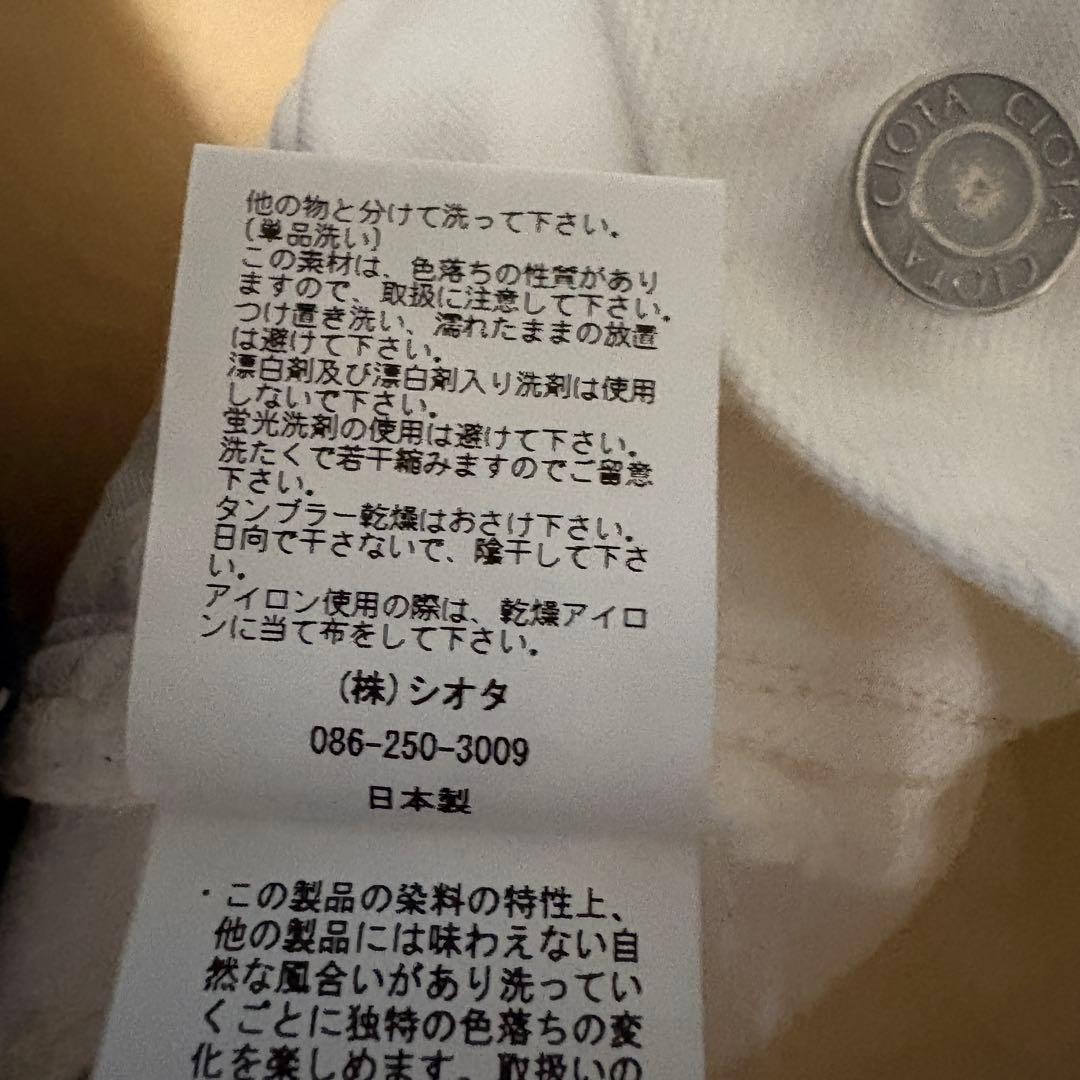 他の物と分けて洗って下さい。
(単品洗い)
この素材は、色落ちの性質があり
ますので、取扱に注意して下さい。
つけ置き洗い、濡れたままの放置
は避けて下さい。
漂白剤及び漂白剤入り洗剤は使用
しないで下さい。
蛍光洗剤の使用は避けて下さい。
洗たくで若干縮みますのでご留意
下さい。
タンブラー乾燥はおさけ下さい。
日向で干さないで、陰干して下さ
い。
アイロン使用の際は、乾燥アイロ
ンに当て布をして下さい。
(株)シオタ
086-250-3009
日本製
・この製品の染料の特性上、
他の製品には味わえない自
然な風合いがあり洗ってい
くごとに独特の色落ちの変
化を楽しめます。取扱いの
CIOTA CIOTA CIOTA